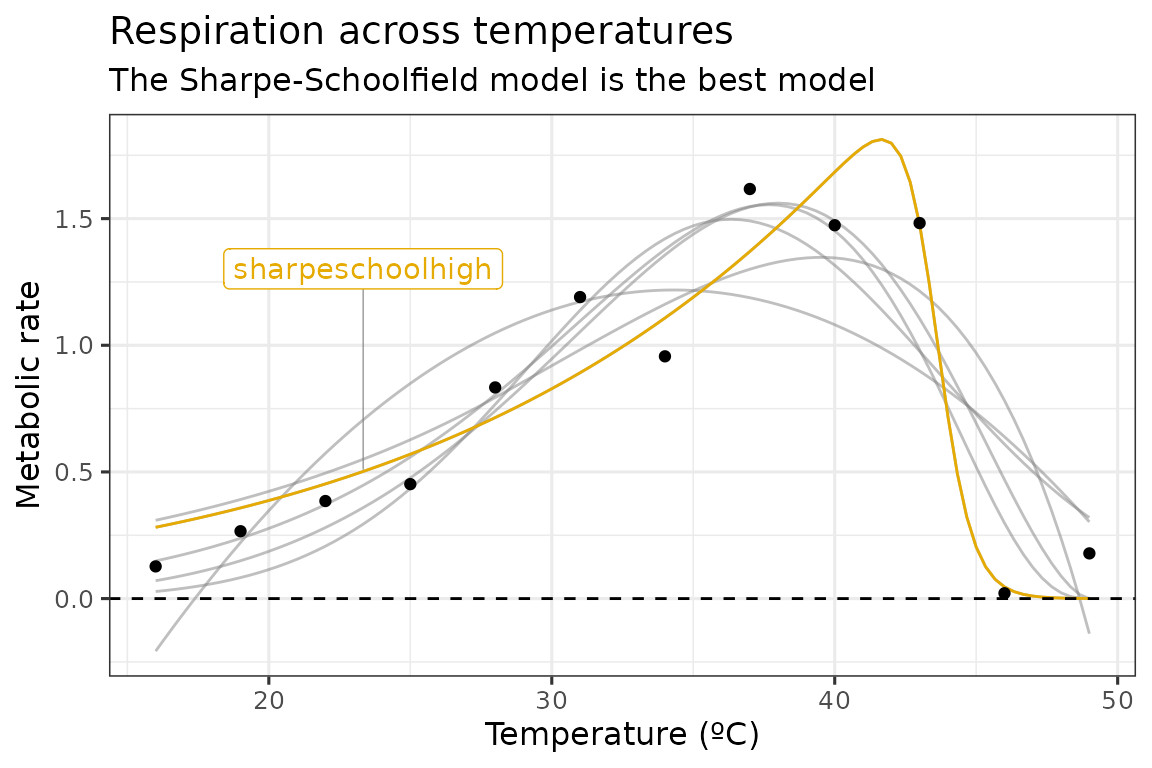 Respiration across temperatures
The Sharpe-Schoolfield model is the best model
Metabolic rate
1.5
1.0
0.5
0.0
sharpeschoolhigh
20 30 40 50
Temperature (ºC)